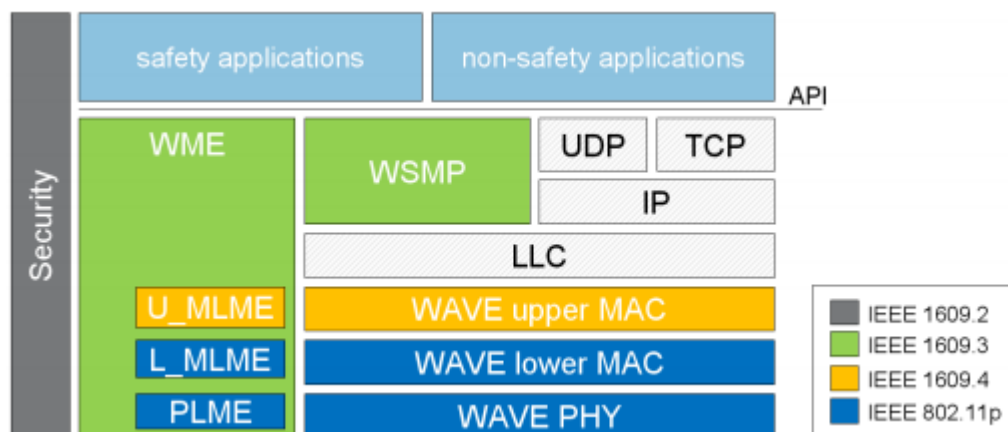 Security
safety applications
non-safety applications
API
WME
WSMP
UDP
TCP
IP
LLC
U_MLME
WAVE upper MAC
L_MLME
WAVE lower MAC
PLME
WAVE PHY
IEEE 1609.2
IEEE 1609.3
IEEE 1609.4
IEEE 802.11p